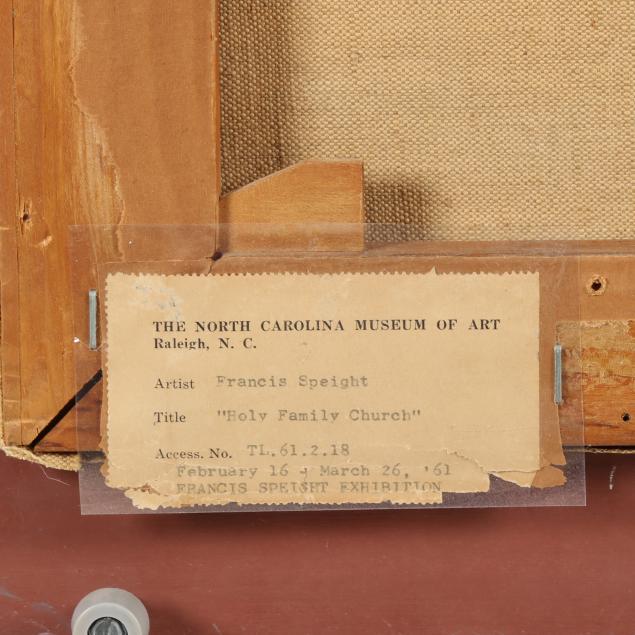 THE NORTH CAROLINA MUSEUM OF ART
Raleigh, N. C.
Artist Francis Speight
Title "Holy Family Church"
Access. No. TL.61.2.18
February 16 - March 26, '61
FRANCIS SPEIGHT EXHIBITION